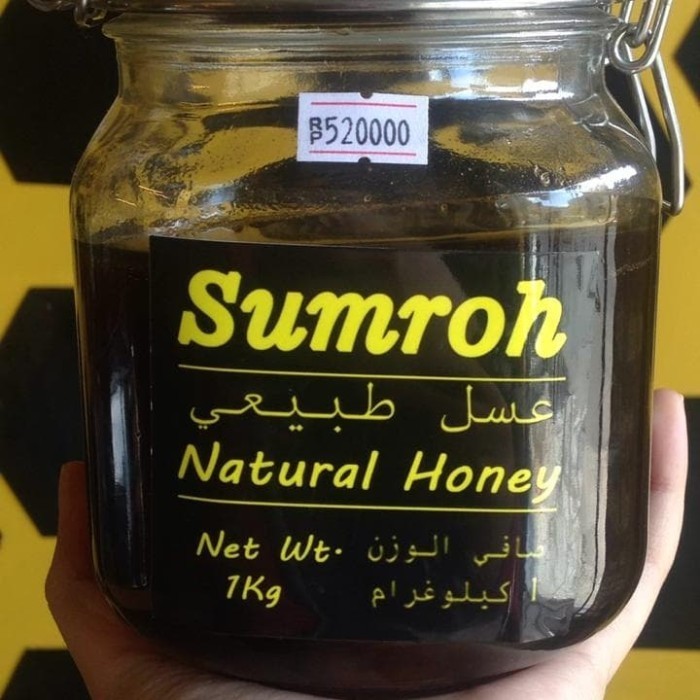 RP520000
Sumroh
عسل طبيعي
Natural Honey
Net Wt. صافي الوزن
1Kg ١ كيلوغرام